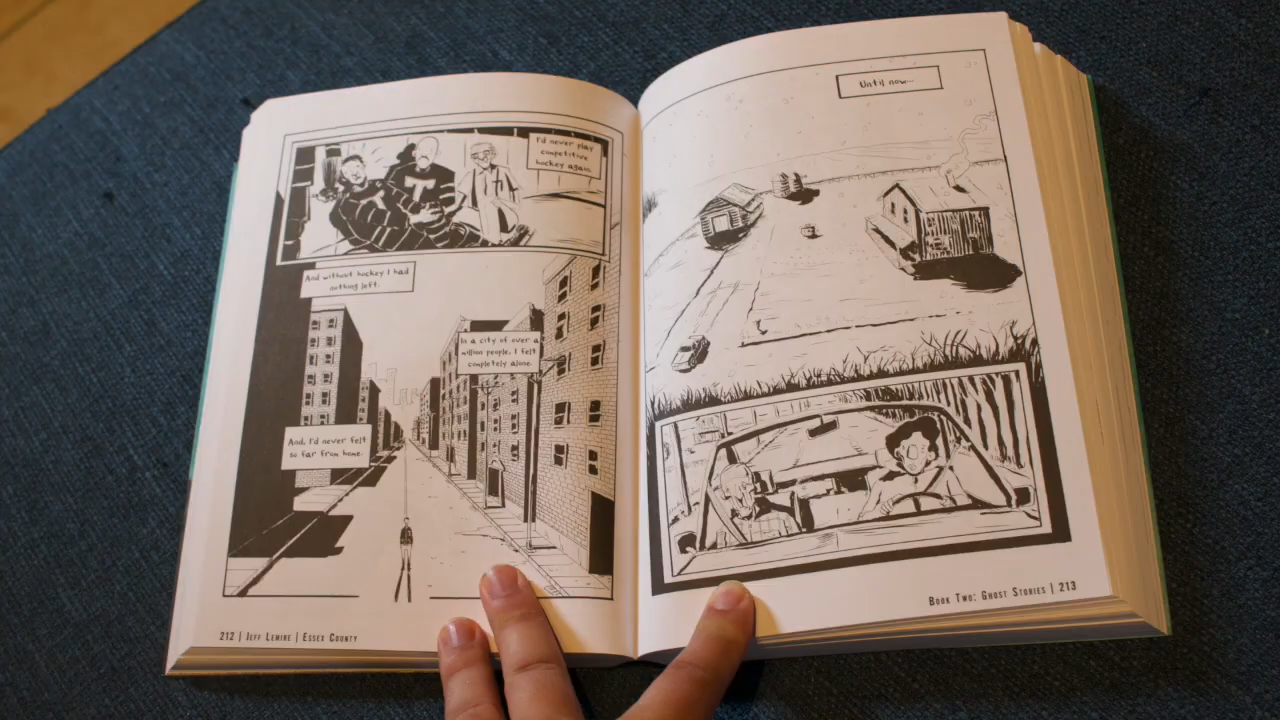 I'd never play
competitive
hockey again.
And without hockey I had
nothing left.
In a city of over a
million people, I felt
completely alone.
And, I'd never felt
so far from home.
212 | Jeff Lemire | Essex County
Until now...
Book Two: Ghost Stories | 213